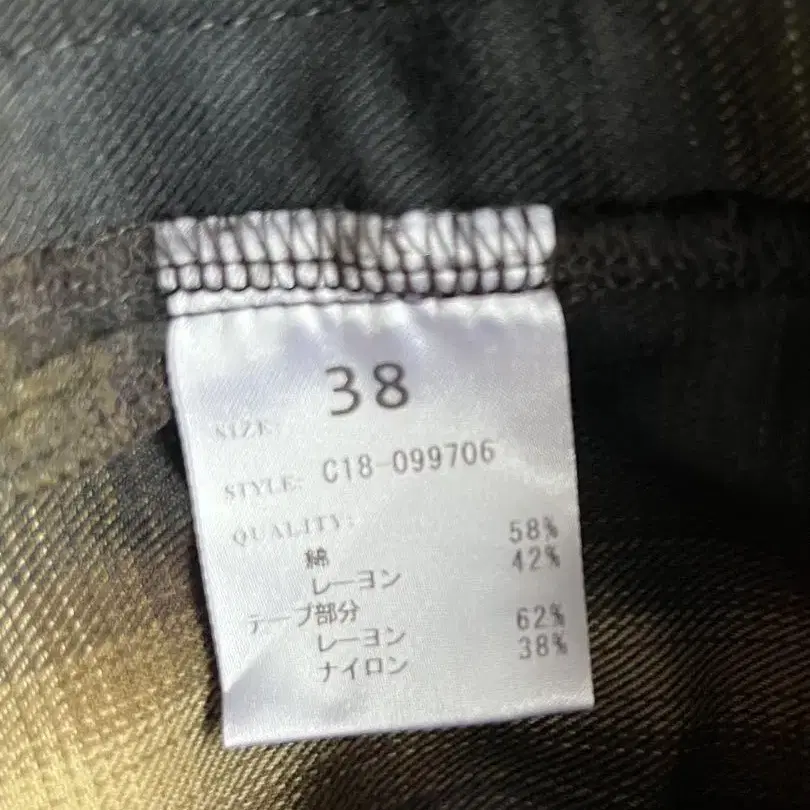 SIZE: 38
STYLE: C18-099706
QUALITY:
綿 58%
レーヨン 42%
テープ部分
レーヨン 62%
ナイロン 38%